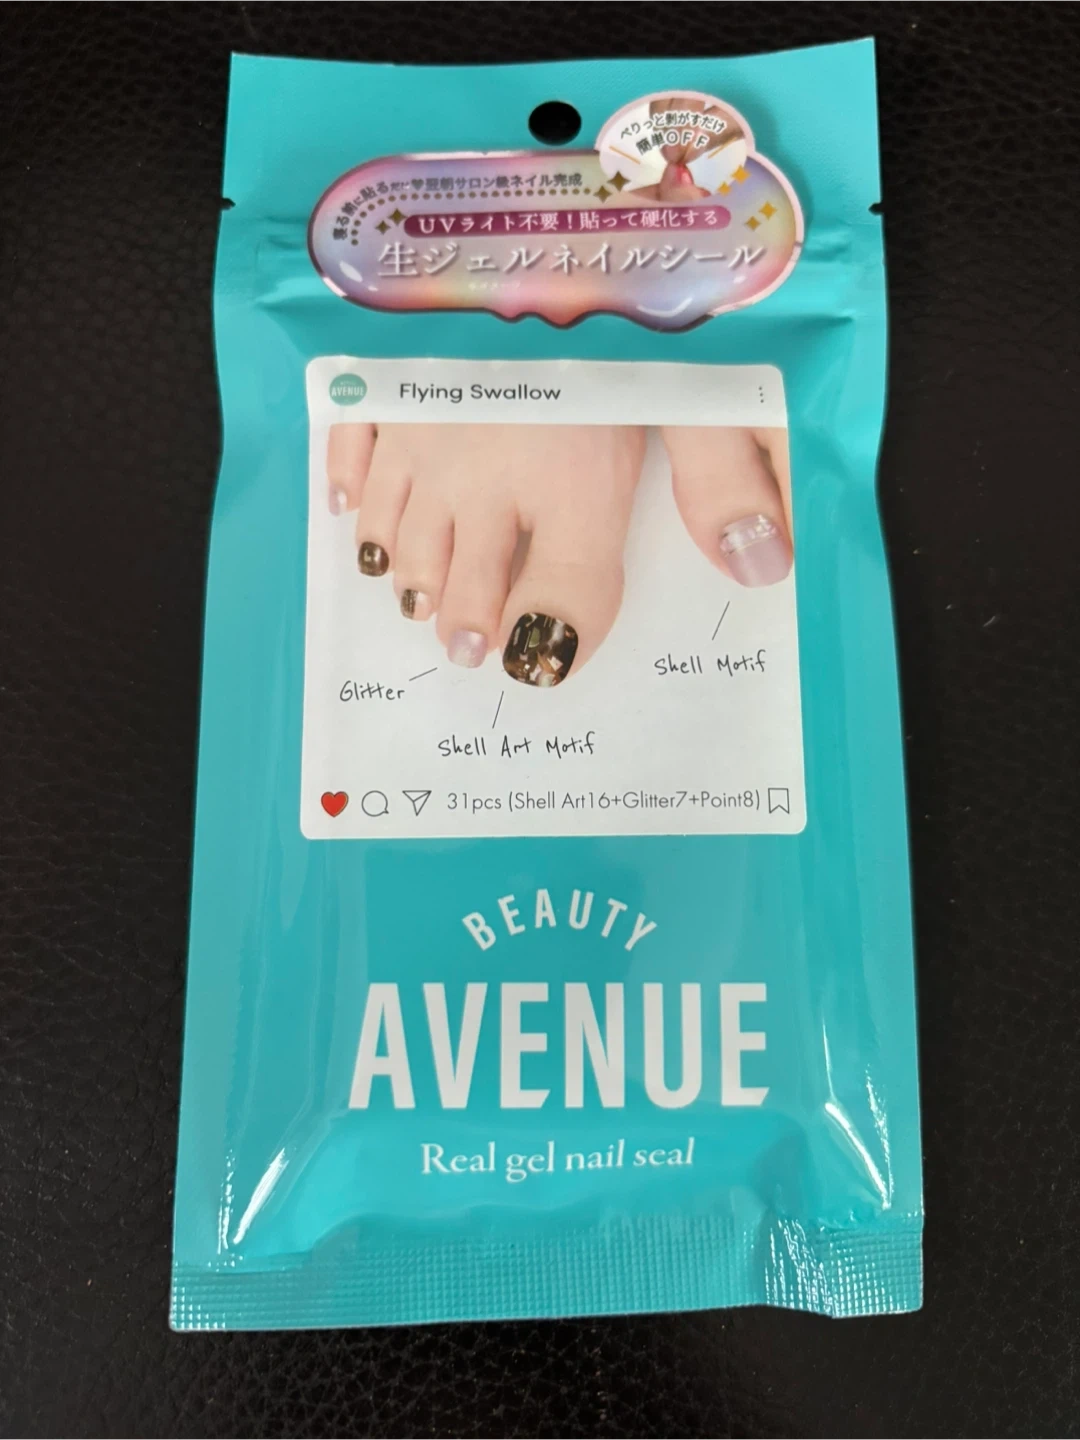 ぺりっと剥がすだけ
簡単OFF
寝る前に貼るだけ♥翌朝サロン級ネイル完成
UVライト不要!貼って硬化する
生ジェルネイルシール
AVENUE
Flying Swallow
Glitter
Shell Art Motif
Shell Motif
31pcs (Shell Art16+Glitter7+Point8)
BEAUTY
AVENUE
Real gel nail seal